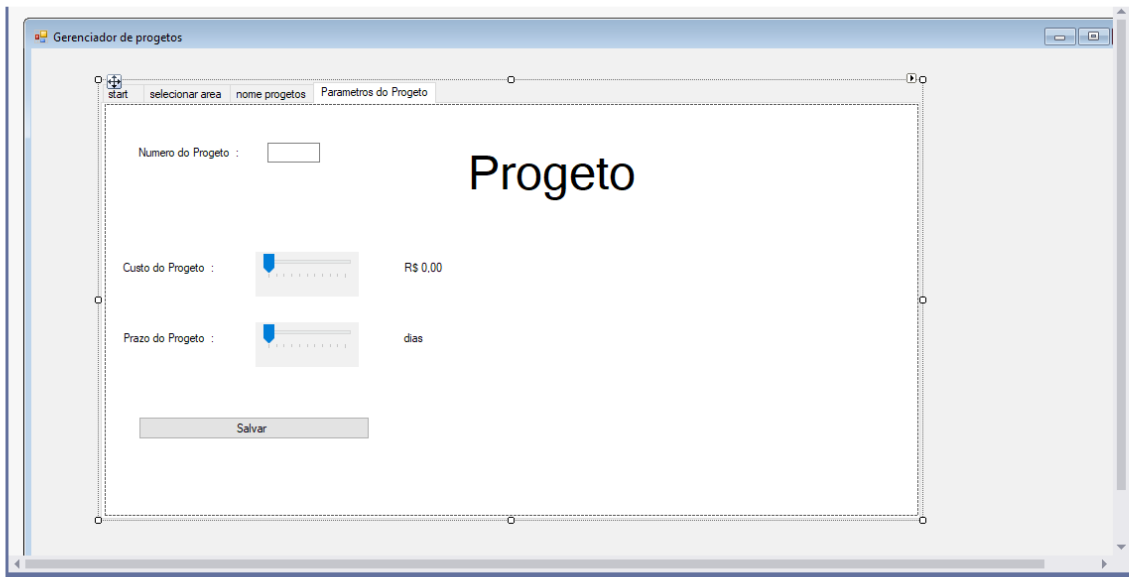 Gerenciador de progetos
start selecionar area nome progetos Parametros do Progeto
Numero do Progeto :
Progeto
Custo do Progeto : R$ 0,00
Prazo do Progeto : dias
Salvar